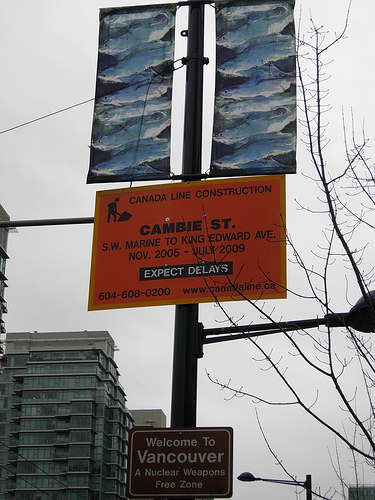 CANADA LINE CONSTRUCTION
CAMBIE ST.
S.W. MARINE TO KING EDWARD AVE.
NOV. 2005 - JULY 2009
EXPECT DELAYS
604-608-0200 www.canadaline.ca
Welcome To
Vancouver
A Nuclear Weapons
Free Zone